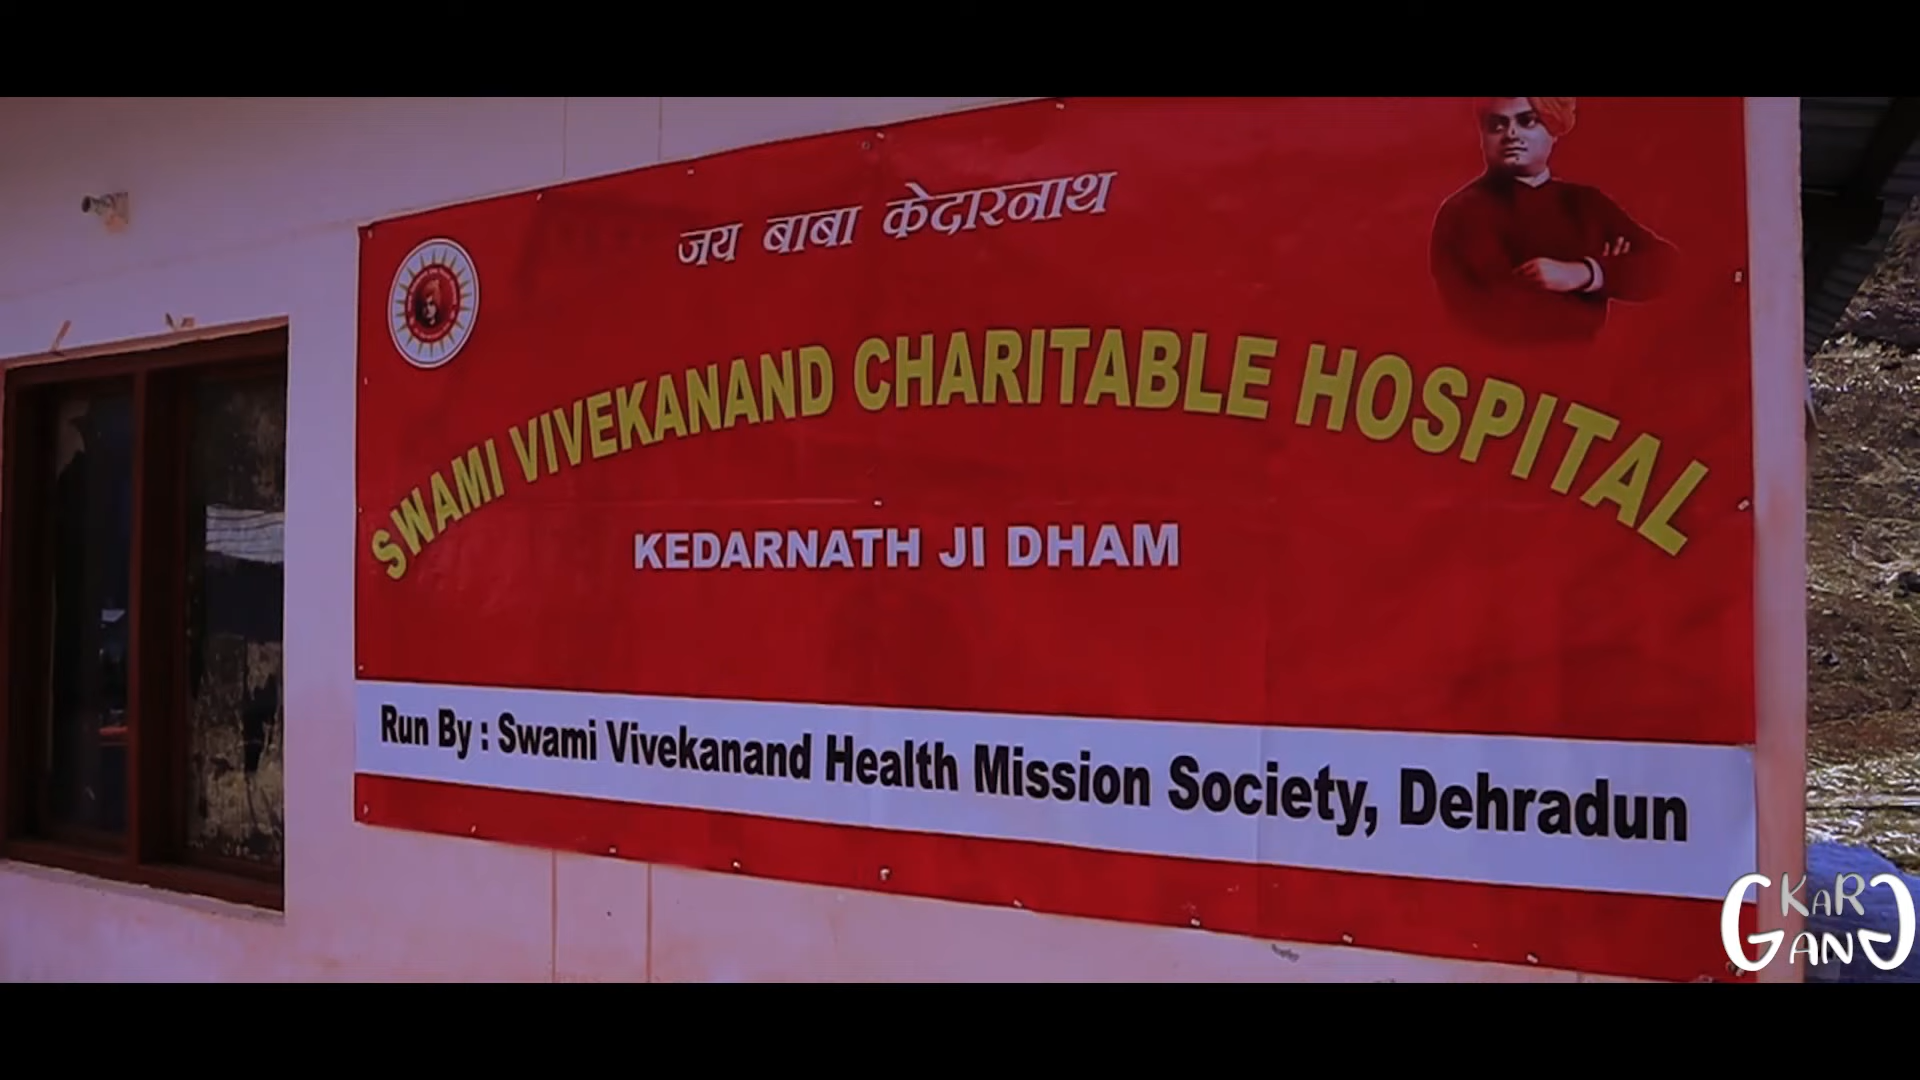 जय बाबा केदारनाथ
SWAMI VIVEKANAND CHARITABLE HOSPITAL
KEDARNATH JI DHAM
Run By : Swami Vivekanand Health Mission Society, Dehradun
KAR
GANG